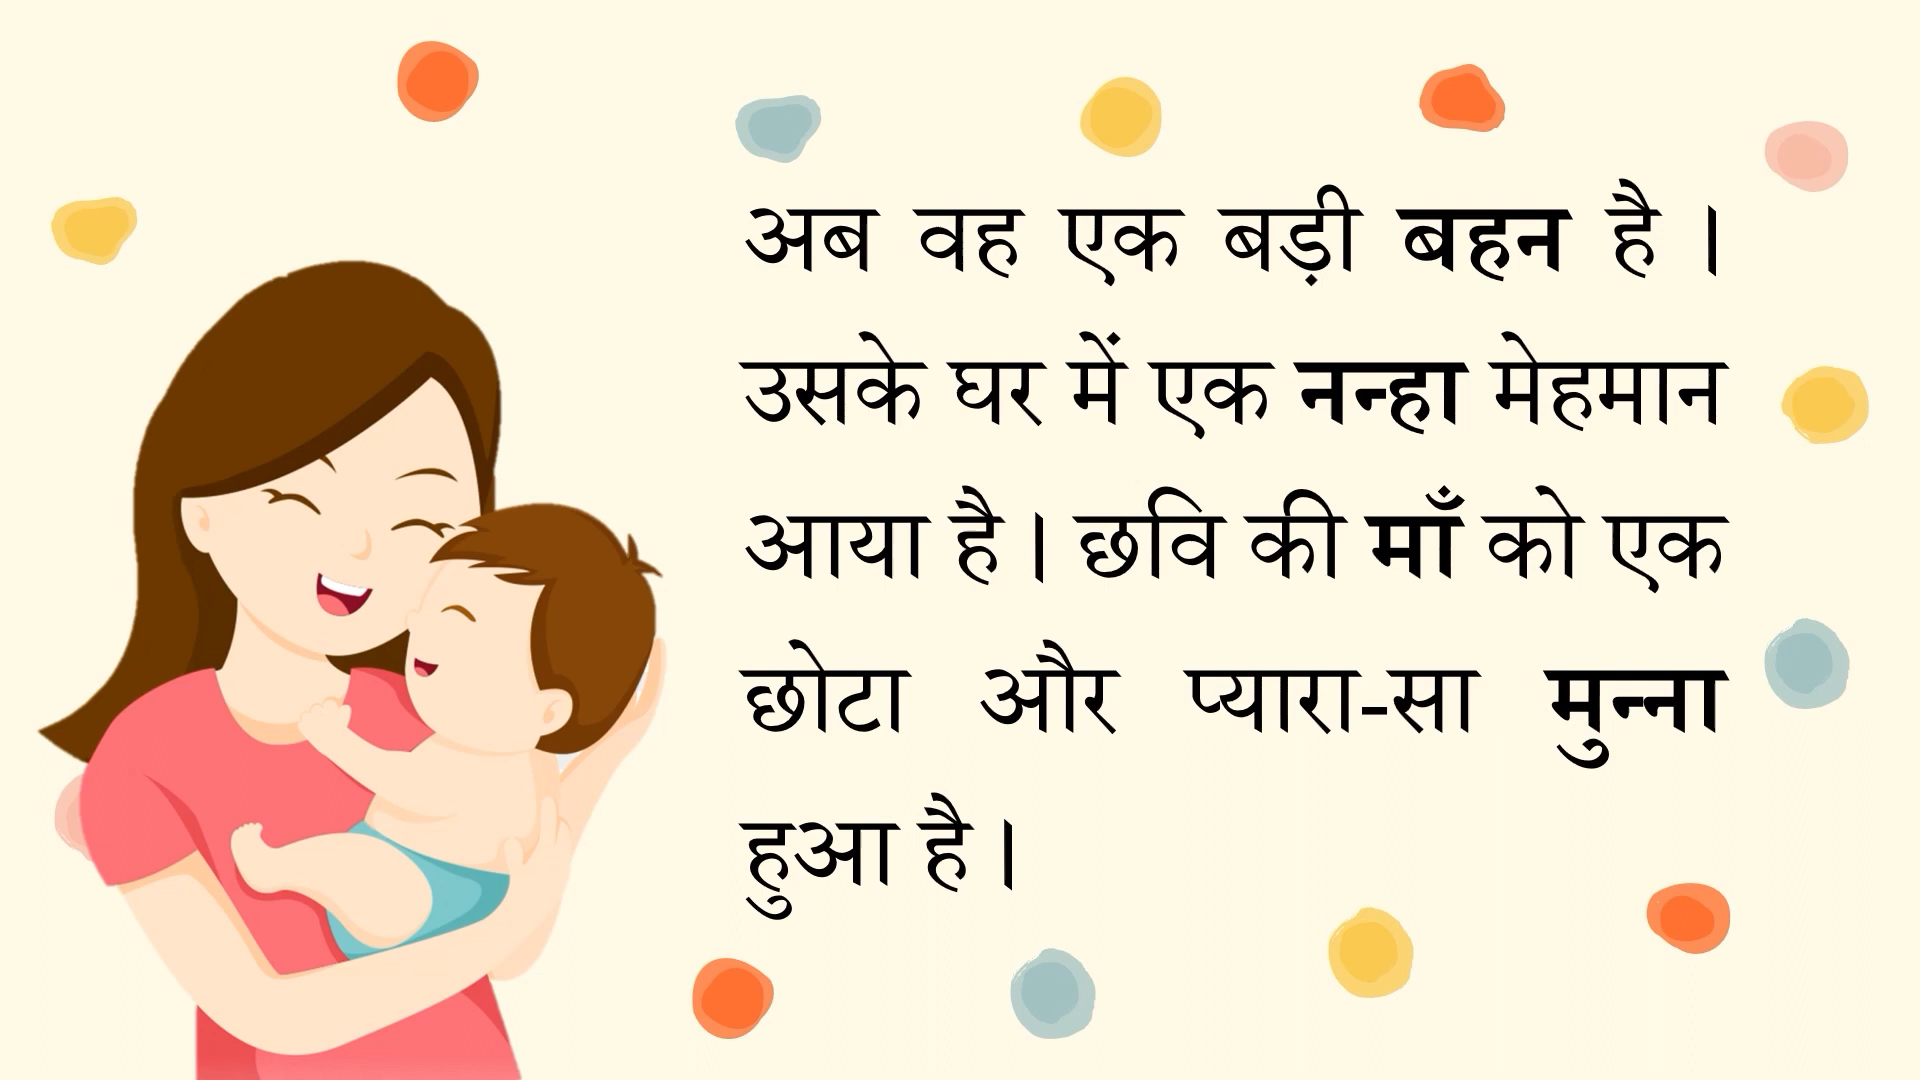 अब वह एक बड़ी बहन है ।
उसके घर में एक नन्हा मेहमान
आया है । छवि की माँ को एक
छोटा और प्यारा-सा मुन्ना
हुआ है ।